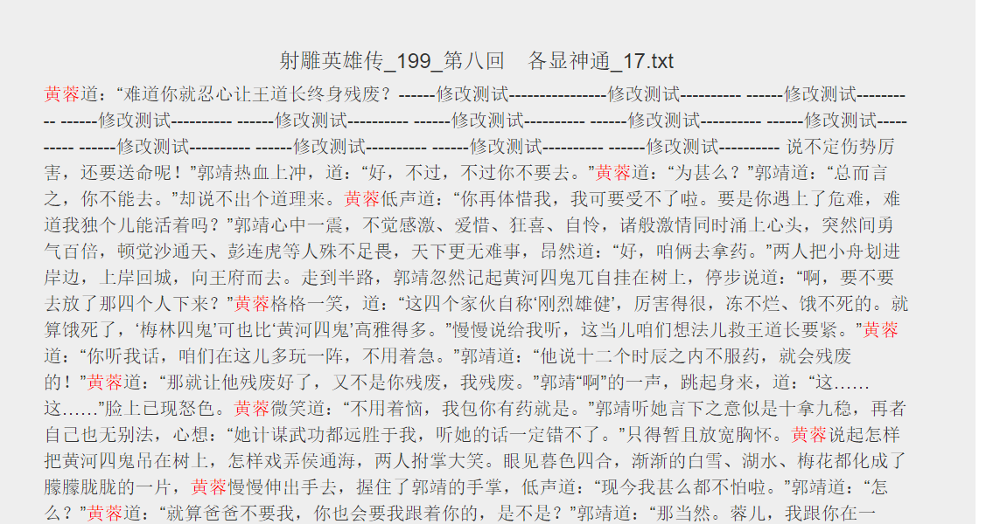 射雕英雄传_199_第八回 各显神通_17.txt
黄蓉道：“难道你就忍心让王道长终身残废？------修改测试----------------修改测试---------- ------修改测试--------
-- ------修改测试---------- ------修改测试---------- ------修改测试---------- ------修改测试---------- ------修改测试-----
----- ------修改测试---------- ------修改测试---------- ------修改测试---------- ------修改测试---------- 说不定伤势厉
害，还要送命呢！”郭靖热血上冲，道：“好，不过，不过你不要去。”黄蓉道：“为甚么？”郭靖道：“总而言
之，你不能去。”却说不出个道理来。黄蓉低声道：“你再体惜我，我可要受不了啦。要是你遇上了危难，难
道我独个儿能活着吗？”郭靖心中一震，不觉感激、爱惜、狂喜、自怜，诸般激情同时涌上心头，突然间勇
气百倍，顿觉沙通天、彭连虎等人殊不足畏，天下更无难事，昂然道：“好，咱俩去拿药。”两人把小舟划进
岸边，上岸回城，向王府而去。走到半路，郭靖忽然记起黄河四鬼兀自挂在树上，停步说道：“啊，要不要
去放了那四个人下来？”黄蓉格格一笑，道：“这四个家伙自称‘刚烈雄健’，厉害得很，冻不烂、饿不死的。就
算饿死了，‘梅林四鬼’可也比‘黄河四鬼’高雅得多。”慢慢说给我听，这当儿咱们想法儿救王道长要紧。”黄蓉
道：“你听我话，咱们在这儿多玩一阵，不用着急。”郭靖道：“他说十二个时辰之内不服药，就会残废
的！”黄蓉道：“那就让他残废好了，又不是你残废，我残废。”郭靖“啊”的一声，跳起身来，道：“这……
这……”脸上已现怒色。黄蓉微笑道：“不用着恼，我包你有药就是。”郭靖听她言下之意似是十拿九稳，再者
自己也无别法，心想：“她计谋武功都远胜于我，听她的话一定错不了。”只得暂且放宽胸怀。黄蓉说起怎样
把黄河四鬼吊在树上，怎样戏弄侯通海，两人拊掌大笑。眼见暮色四合，渐渐的白雪、湖水、梅花都化成了
朦朦胧胧的一片，黄蓉慢慢伸出手去，握住了郭靖的手掌，低声道：“现今我甚么都不怕啦。”郭靖道：“怎
么？”黄蓉道：“就算爸爸不要我，你也会要我跟着你的，是不是？”郭靖道：“那当然。蓉儿，我跟你在一